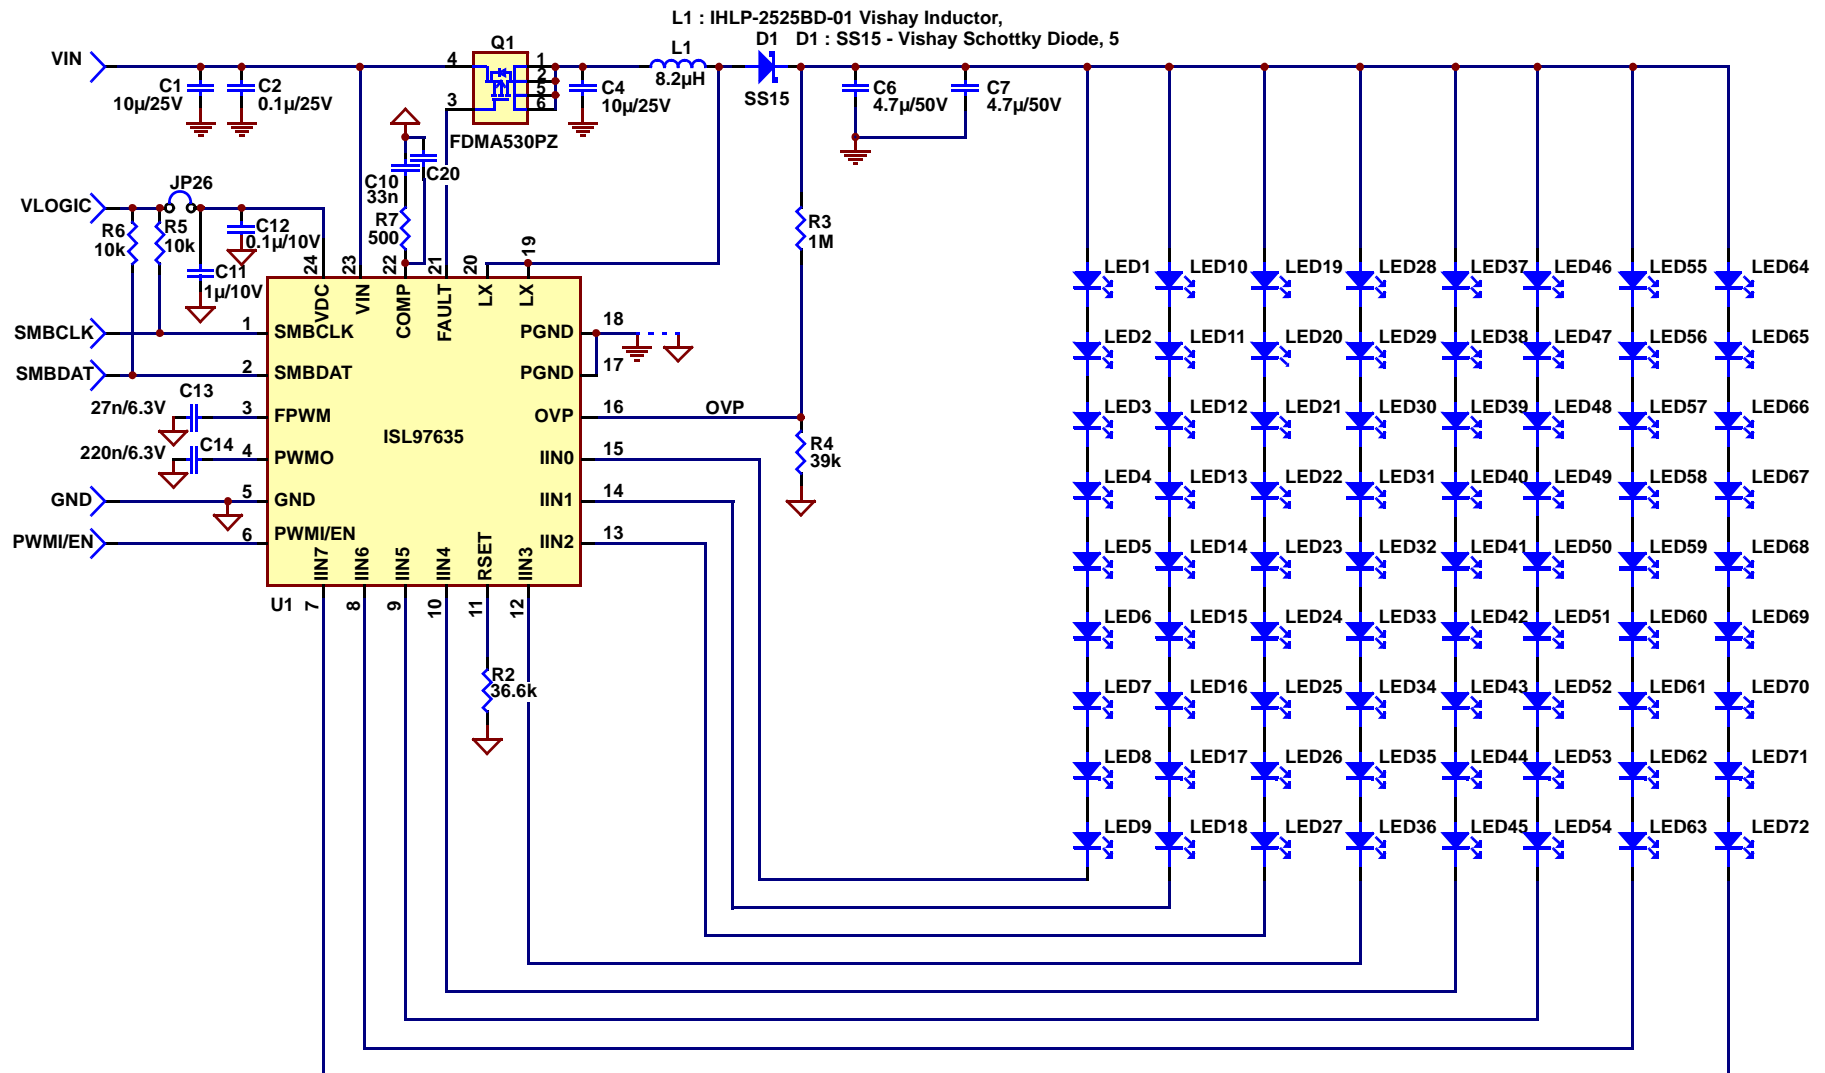 L1 : IHLP-2525BD-01 Vishay Inductor,
D1 D1 : SS15 - Vishay Schottky Diode, 5
VIN
Q1
L1
8.2µH
SS15
4
3
1
2
5
6
C1
10µ/25V
C2
0.1µ/25V
C4
10µ/25V
C6
4.7µ/50V
C7
4.7µ/50V
FDMA530PZ
C10
33n
C20
R7
500
VLOGIC
JP26
R6
10k
R5
10k
C12
0.1µ/10V
C11
1µ/10V
R3
1M
24
23
22
21
20
19
VDC
VIN
COMP
FAULT
LX
LX
SMBCLK
1
SMBCLK
PGND
18
SMBDAT
2
SMBDAT
PGND
17
C13
27n/6.3V
3
FPWM
OVP
16
OVP
ISL97635
C14
220n/6.3V
4
PWMO
IIN0
15
R4
39k
GND
5
GND
IIN1
14
PWMI/EN
6
PWMI/EN
IIN2
13
IIN7
IIN6
IIN5
IIN4
RSET
IIN3
U1
7
8
9
10
11
12
R2
36.6k
LED1 LED10 LED19 LED28 LED37 LED46 LED55 LED64
LED2 LED11 LED20 LED29 LED38 LED47 LED56 LED65
LED3 LED12 LED21 LED30 LED39 LED48 LED57 LED66
LED4 LED13 LED22 LED31 LED40 LED49 LED58 LED67
LED5 LED14 LED23 LED32 LED41 LED50 LED59 LED68
LED6 LED15 LED24 LED33 LED42 LED51 LED60 LED69
LED7 LED16 LED25 LED34 LED43 LED52 LED61 LED70
LED8 LED17 LED26 LED35 LED44 LED53 LED62 LED71
LED9 LED18 LED27 LED36 LED45 LED54 LED63 LED72